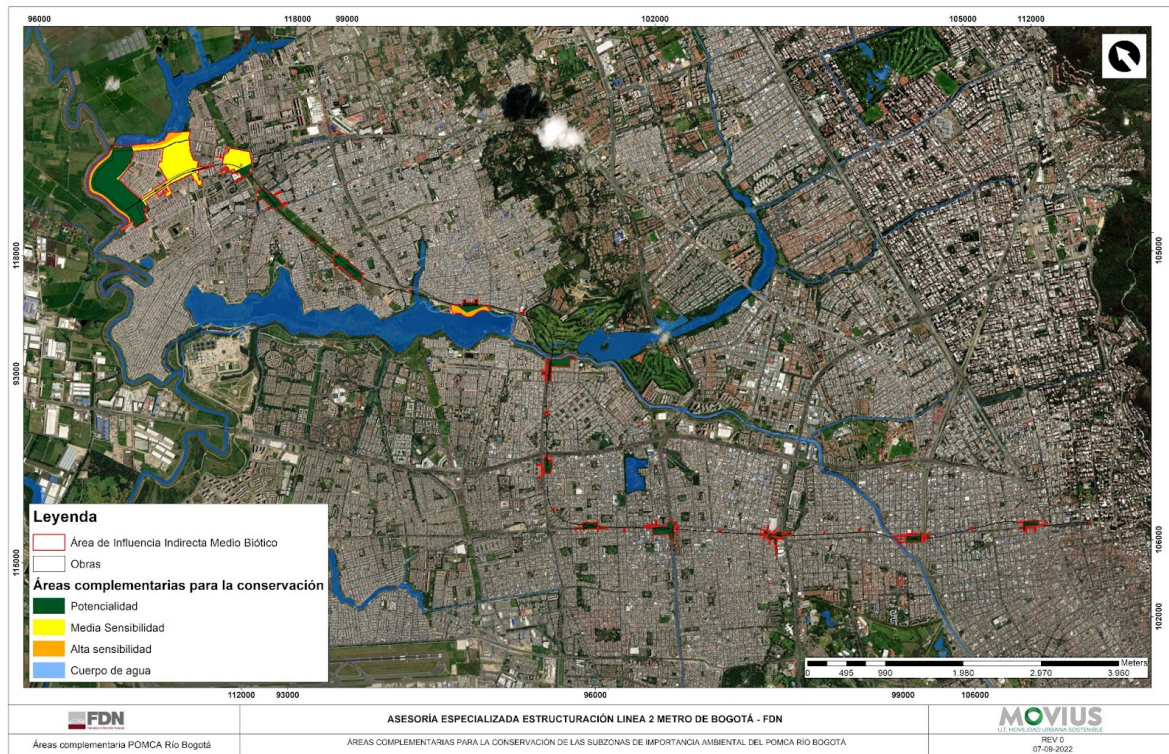 96000 118000 99000 102000 105000 112000
118000
93000
115000
105000
106000
102000
Leyenda
Área de Influencia Indirecta Medio Biótico
Obras
Áreas complementarias para la conservación
Potencialidad
Media Sensibilidad
Alta sensibilidad
Cuerpo de agua
Meters
0 495 990 1.980 2.970 3.960
112000 93000 96000 99000 106000
FDN
ASESORÍA ESPECIALIZADA ESTRUCTURACIÓN LINEA 2 METRO DE BOGOTÁ - FDN
MOVIUS
U.T. MOVILIDAD URBANA SOSTENIBLE
Áreas complementaria POMCA Río Bogotá
ÁREAS COMPLEMENTARIAS PARA LA CONSERVACIÓN DE LAS SUBZONAS DE IMPORTANCIA AMBIENTAL DEL POMCA RÍO BOGOTÁ
REV 0
07-09-2022